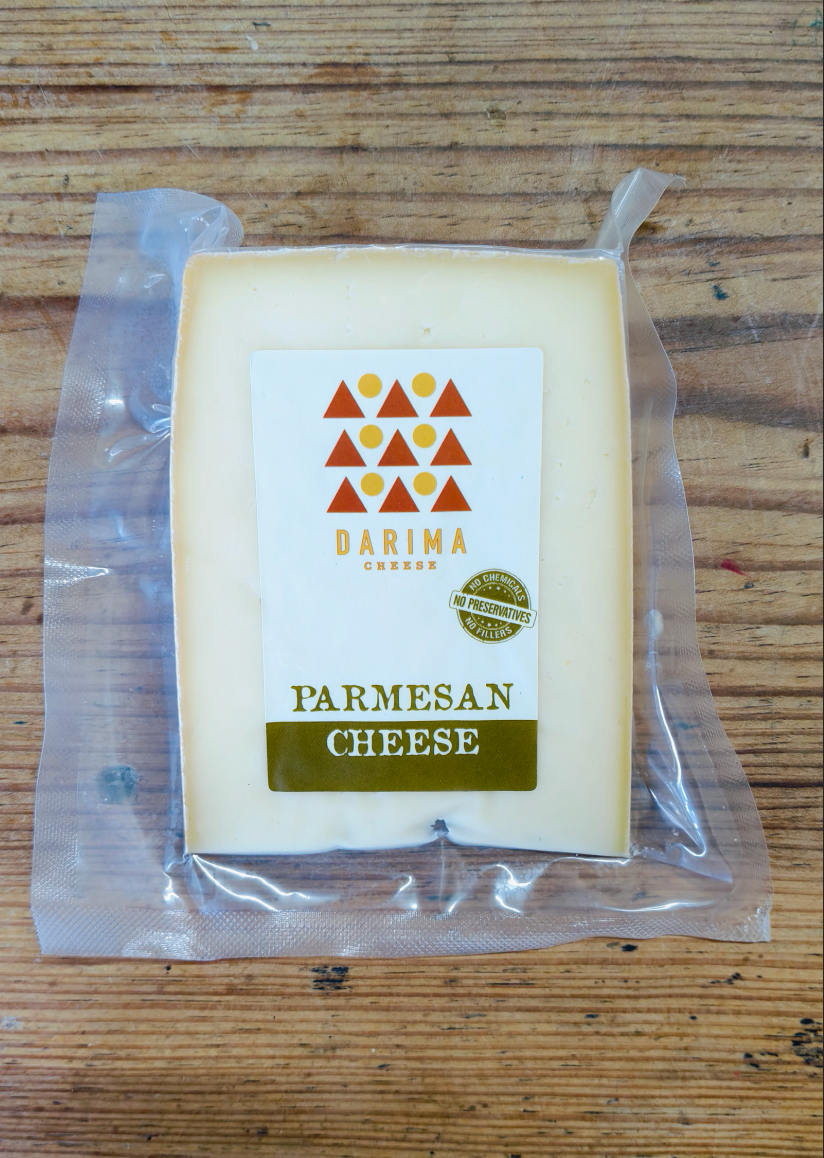 DARIMA
CHEESE
NO CHEMICALS
NO PRESERVATIVES
NO FILLERS
PARMESAN
CHEESE